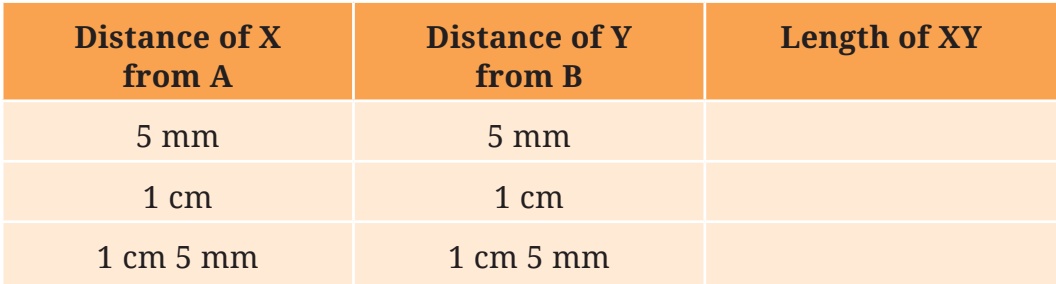 Distance of X
from A
Distance of Y
from B
Length of XY
5 mm
5 mm
1 cm
1 cm
1 cm 5 mm
1 cm 5 mm